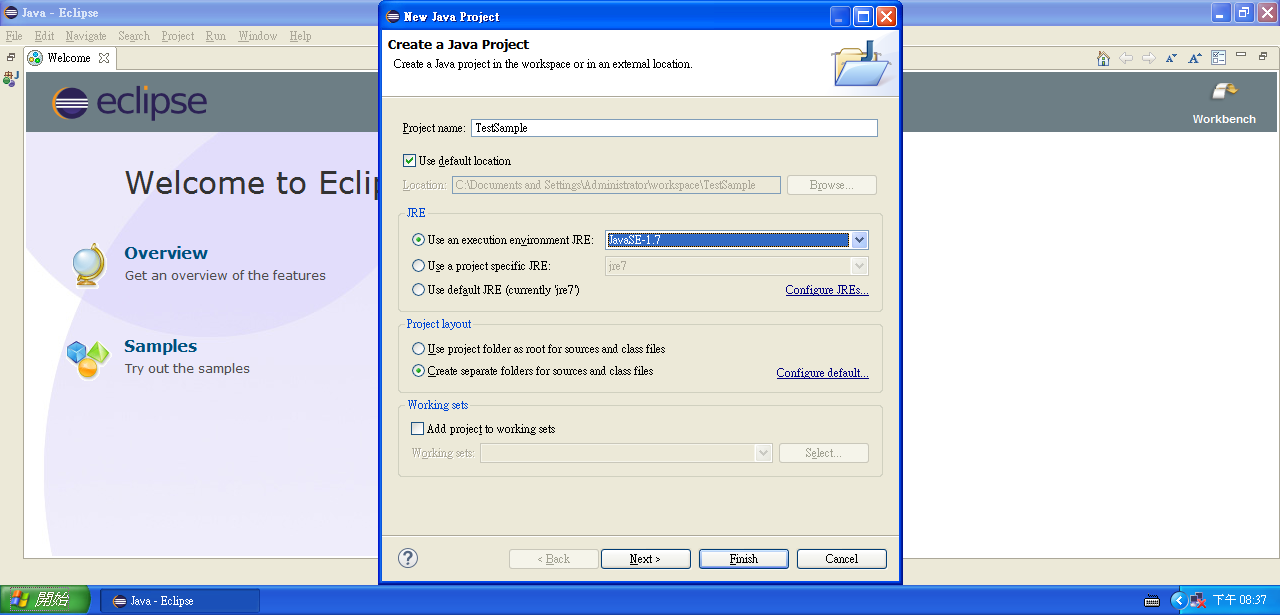 Java - Eclipse
File Edit Navigate Search Project Run Window Help
Welcome
eclipse
Workbench
Welcome to Eclip
Overview
Get an overview of the features
Samples
Try out the samples
New Java Project
Create a Java Project
Create a Java project in the workspace or in an external location.
Project name: TestSample
Use default location
Location: C:\Documents and Settings\Administrator\workspace\TestSample Browse...
JRE
Use an execution environment JRE: JavaSE-1.7
Use a project specific JRE: jre7
Use default JRE (currently 'jre7') Configure JREs...
Project layout
Use project folder as root for sources and class files
Create separate folders for sources and class files Configure default...
Working sets
Add project to working sets
Working sets: Select...
< Back Next > Finish Cancel
開始 Java - Eclipse 下午 08:37